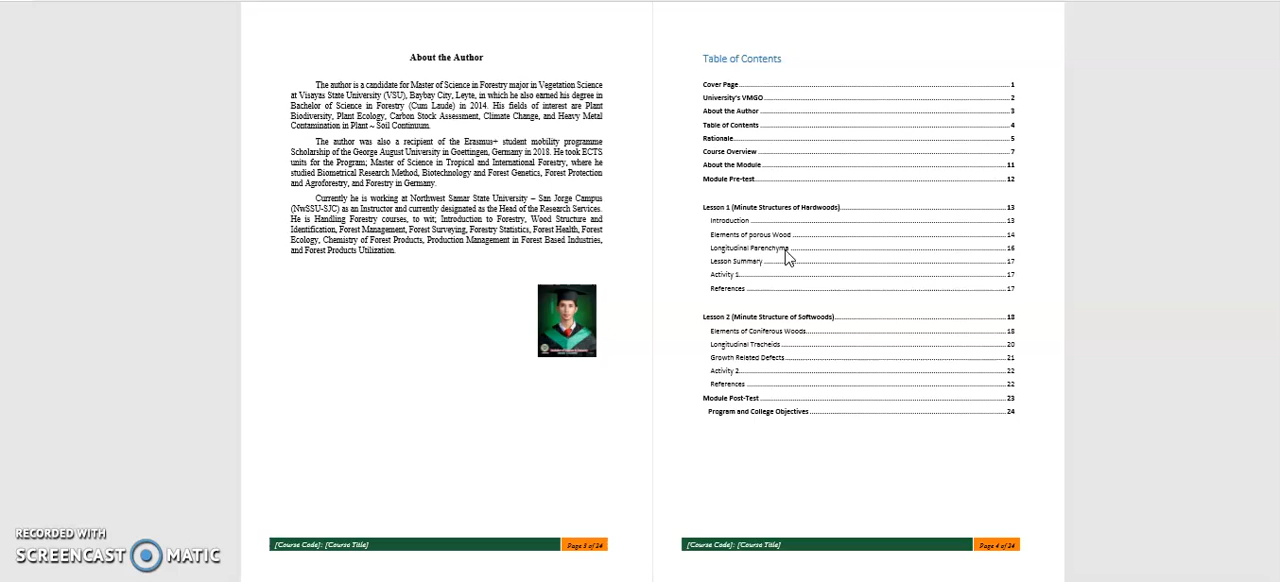 About the Author
The author is a candidate for Master of Science in Forestry major in Vegetation Science
at Visayas State University (VSU), Baybay City, Leyte, in which he also earned his degree in
Bachelor of Science in Forestry (Cum Laude) in 2014. His fields of interest are Plant
Biodiversity, Plant Ecology, Carbon Stock Assessment, Climate Change, and Heavy Metal
Contamination in Plant ~ Soil Continuum.
The author was also a recipient of the Erasmus+ student mobility programme
Scholarship of the George August University in Goettingen, Germany in 2018. He took ECTS
units for the Program; Master of Science in Tropical and International Forestry, where he
studied Biometrical Research Method, Biotechnology and Forest Genetics, Forest Protection
and Agroforestry, and Forestry in Germany.
Currently he is working at Northwest Samar State University – San Jorge Campus
(NwSSU-SJC) as an Instructor and currently designated as the Head of the Research Services.
He is Handling Forestry courses, to wit; Introduction to Forestry, Wood Structure and
Identification, Forest Management, Forest Surveying, Forestry Statistics, Forest Health, Forest
Ecology, Chemistry of Forest Products, Production Management in Forest Based Industries,
and Forest Products Utilization.
[Course Code]: [Course Title] Page 3 of 24
Table of Contents
Cover Page 1
University's VMGO 2
About the Author 3
Table of Contents 4
Rationale 5
Course Overview 7
About the Module 11
Module Pre-test 12
Lesson 1 (Minute Structures of Hardwoods) 13
Introduction 13
Elements of porous Wood 14
Longitudinal Parenchyma 16
Lesson Summary 17
Activity 1 17
References 17
Lesson 2 (Minute Structure of Softwoods) 18
Elements of Coniferous Woods 18
Longitudinal Tracheids 20
Growth Related Defects 21
Activity 2 22
References 22
Module Post-Test 23
Program and College Objectives 24
[Course Code]: [Course Title] Page 4 of 24
RECORDED WITH
SCREENCAST MATIC